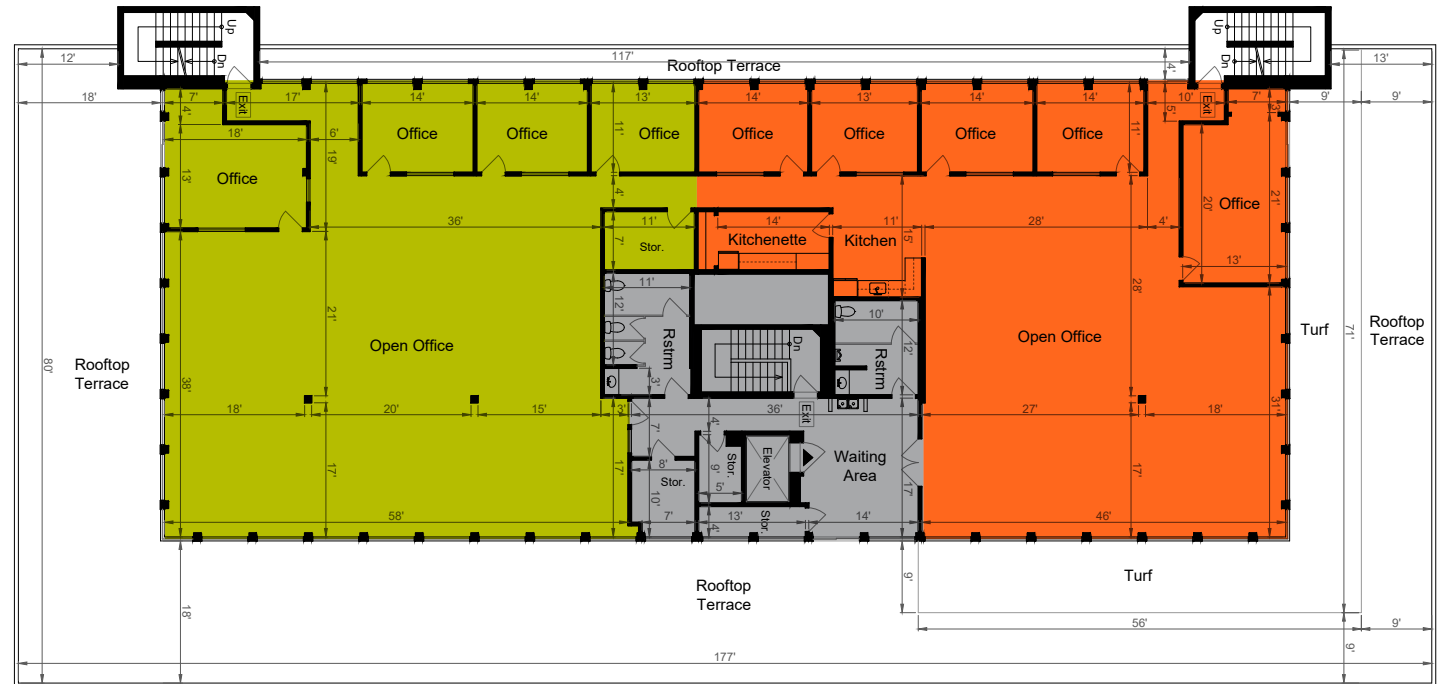 Up
Dn
Up
Dn
12'
117'
4'
13'
Rooftop Terrace
18'
7'
17'
14'
14'
13'
14'
13'
14'
14'
10'
7'
9'
9'
Exit
Exit
4'
5'
3'
18'
6'
19'
11'
11'
Office
Office
Office
Office
Office
Office
Office
13'
Office
4'
20'
21'
Office
36'
11'
14'
11'
28'
4'
7'
Stor.
Kitchenette
Kitchen
15'
13'
11'
12'
10'
28'
21'
Open Office
Rstrm
Dn
Rstrm
12'
Open Office
Turf
71'
Rooftop
Terrace
Rooftop
Terrace
80'
38'
3'
31'
18'
20'
15'
3'
36'
Exit
27'
18'
4'
7'
17'
17'
8'
Stor.
Stor.
9'
5'
Elevator
Waiting
Area
17'
17'
10'
58'
7'
13'
4'
Stor.
14'
46'
Rooftop
Terrace
9'
Turf
18'
56'
9'
9'
177'